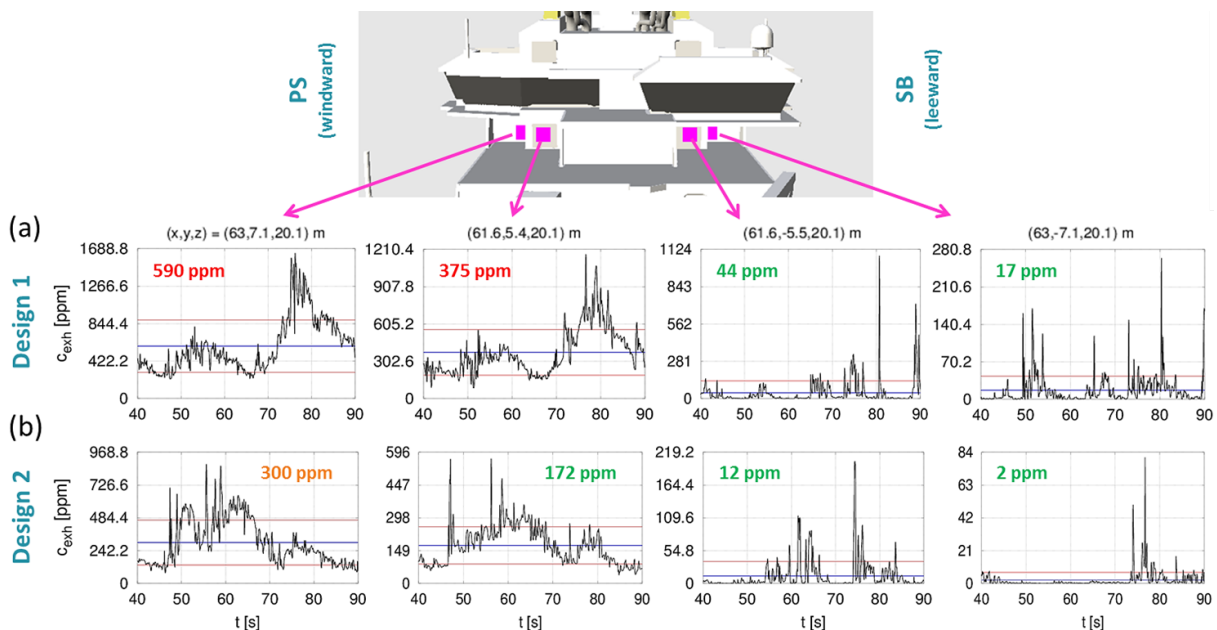 PS
(windward)
SB
(leeward)
(a)
Design 1
(x,y,z) = (63,7.1,20.1) m
590 ppm
1688.8
1266.6
844.4
422.2
0
c_exh [ppm]
40 50 60 70 80 90
(61.6,5.4,20.1) m
375 ppm
1210.4
907.8
605.2
302.6
0
40 50 60 70 80 90
(61.6,-5.5,20.1) m
44 ppm
1124
843
562
281
0
40 50 60 70 80 90
(63,-7.1,20.1) m
17 ppm
280.8
210.6
140.4
70.2
0
40 50 60 70 80 90
(b)
Design 2
300 ppm
968.8
726.6
484.4
242.2
0
c_exh [ppm]
40 50 60 70 80 90
t [s]
172 ppm
596
447
298
149
0
40 50 60 70 80 90
t [s]
12 ppm
219.2
164.4
109.6
54.8
0
40 50 60 70 80 90
t [s]
2 ppm
84
63
42
21
0
40 50 60 70 80 90
t [s]